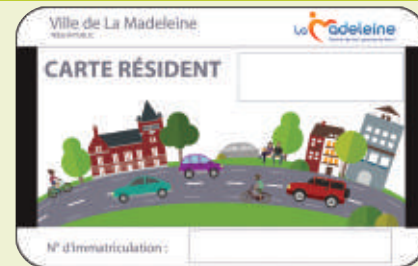 Ville de La Madeleine
La Madeleine
CARTE RÉSIDENT
N° d'immatriculation :